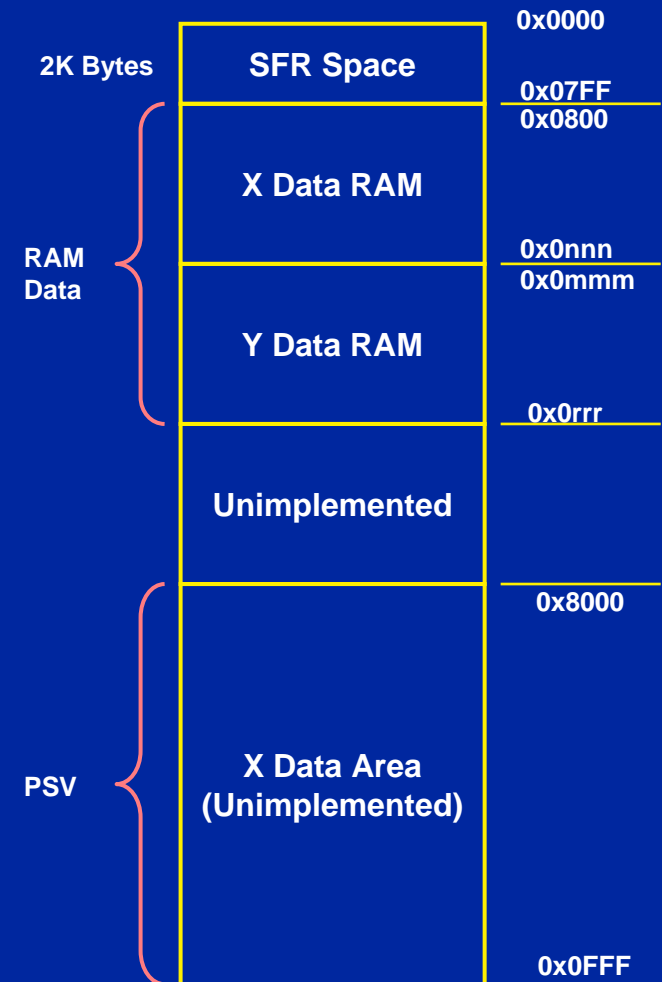 0x0000
2K Bytes
SFR Space
0x07FF
0x0800
X Data RAM
RAM
Data
0x0nnn
0x0mmm
Y Data RAM
0x0rrr
Unimplemented
0x8000
PSV
X Data Area
(Unimplemented)
0x0FFF